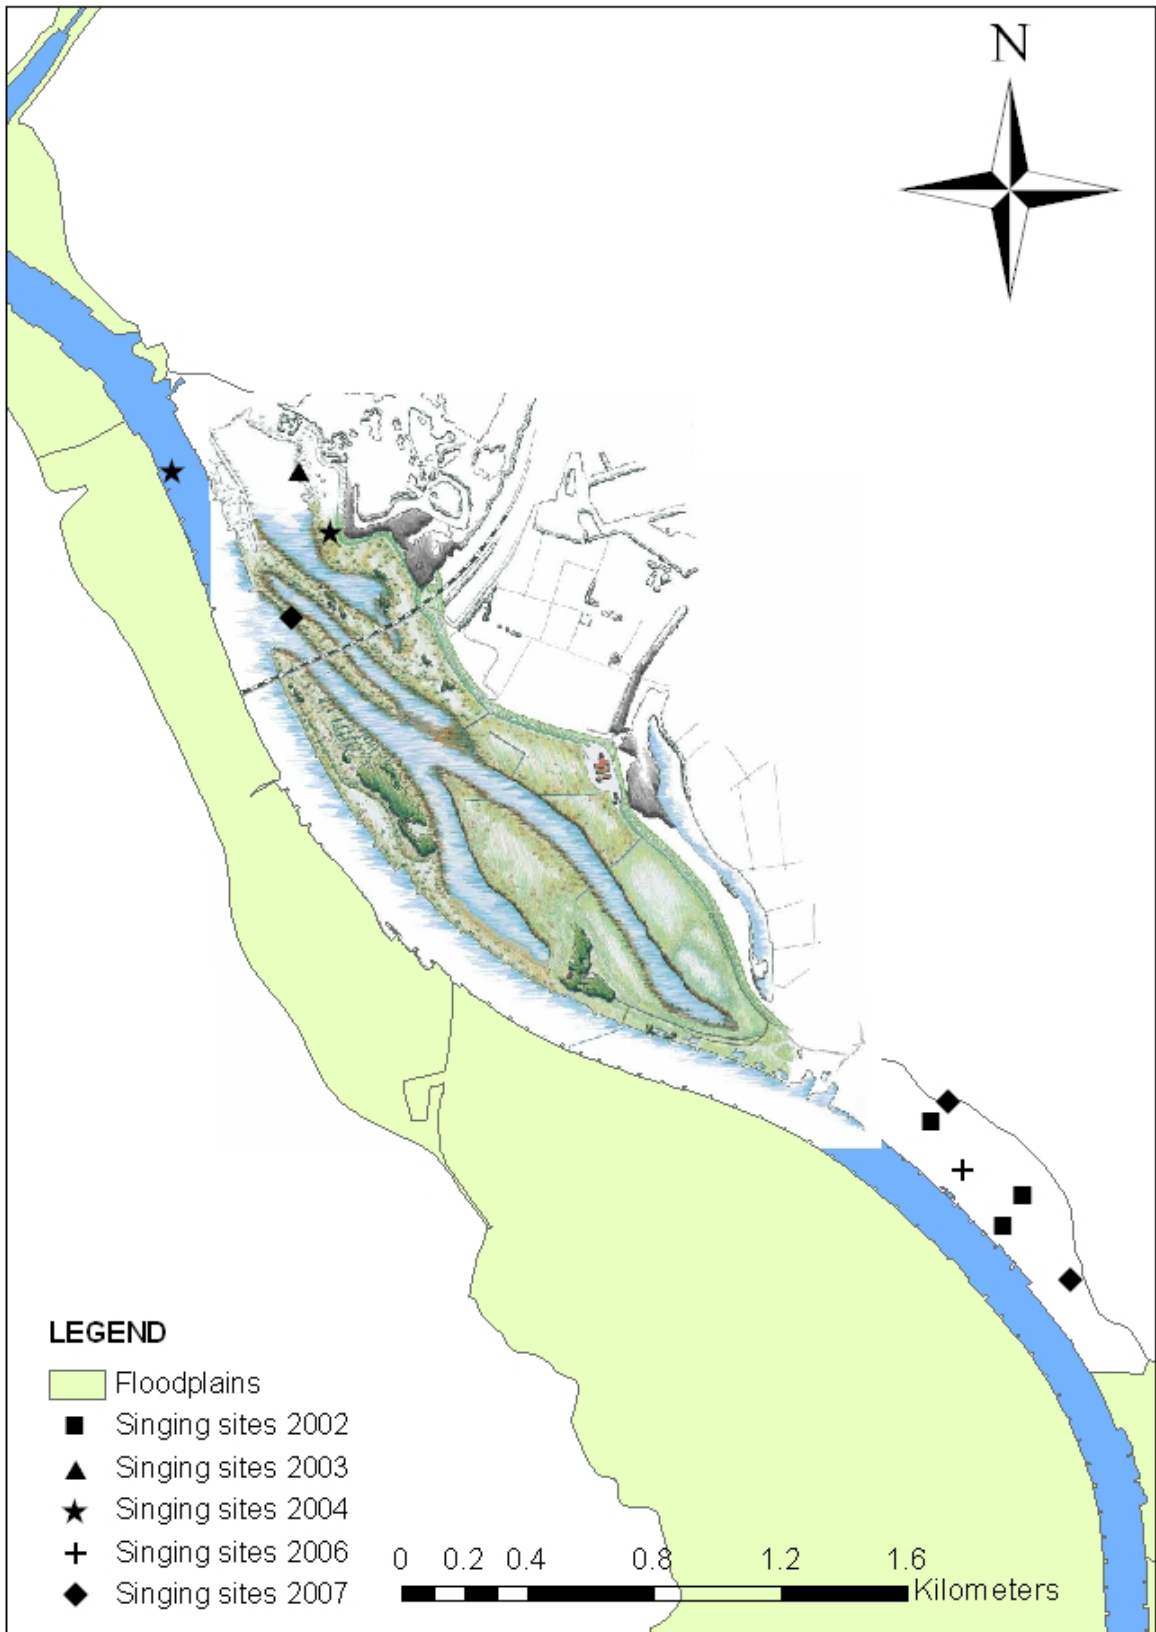 N
LEGEND
Floodplains
Singing sites 2002
Singing sites 2003
Singing sites 2004
Singing sites 2006
Singing sites 2007
0 0.2 0.4 0.8 1.2 1.6
Kilometers